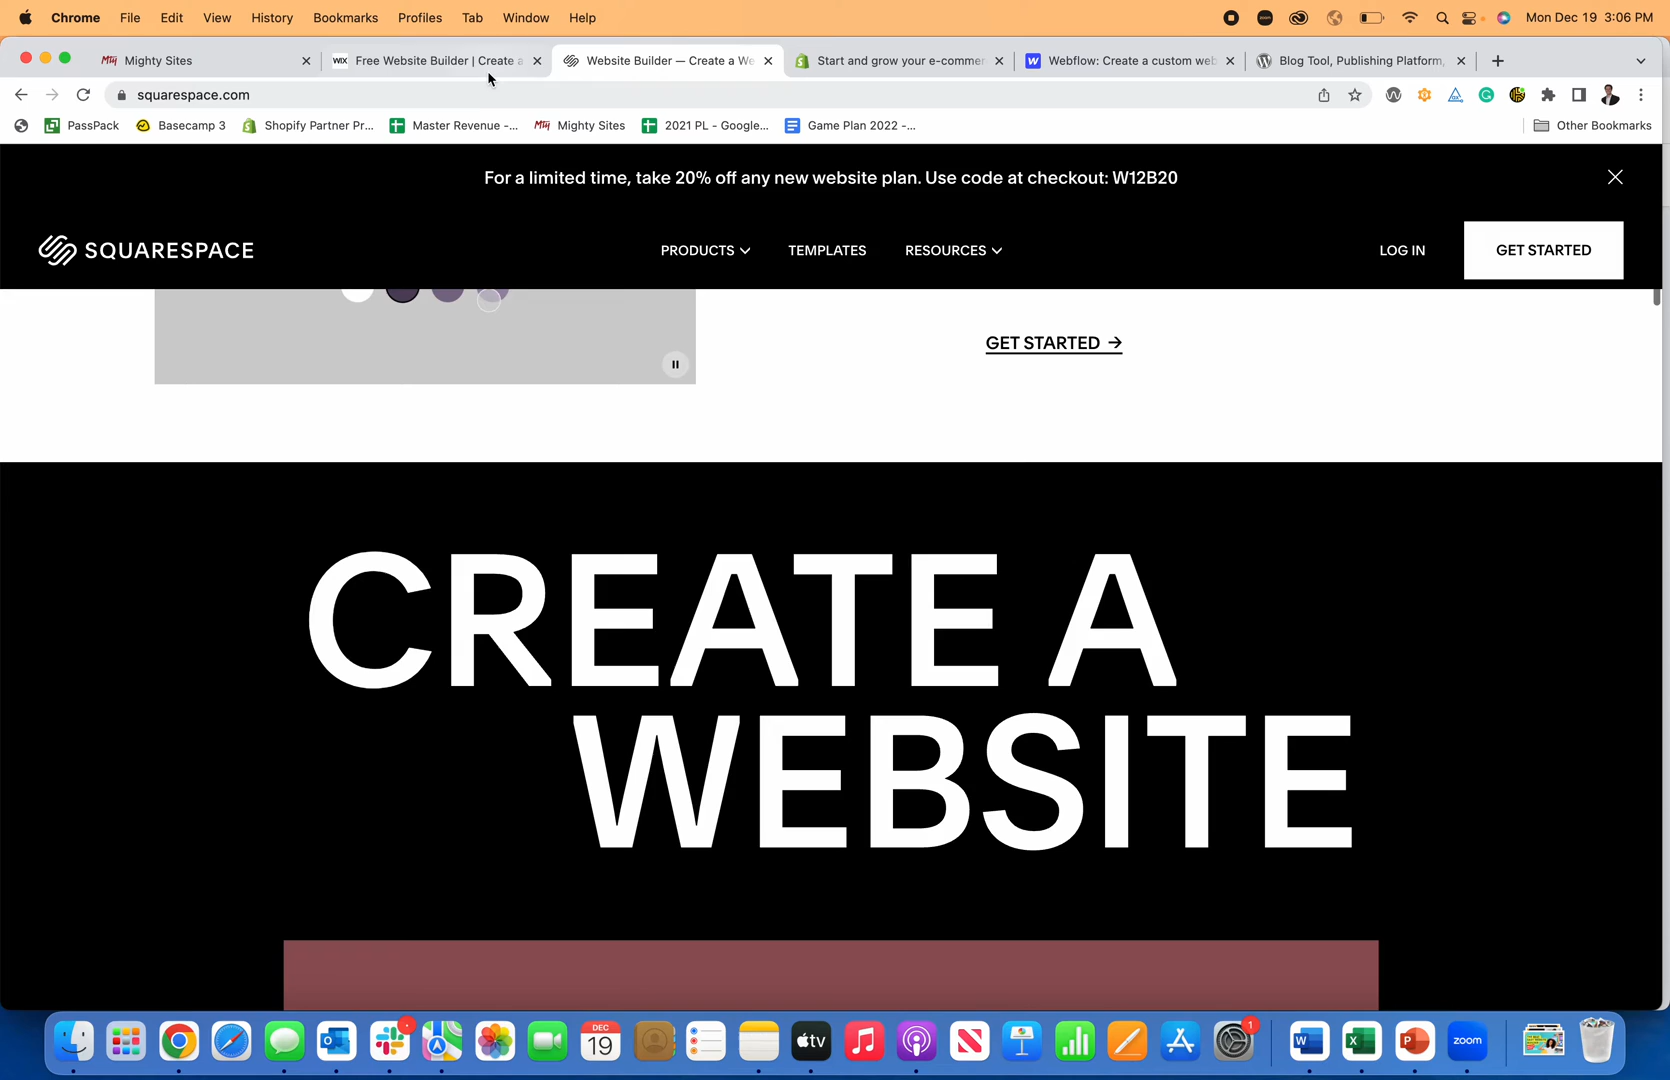 Chrome File Edit View History Bookmarks Profiles Tab Window Help Mon Dec 19 3:06 PM
Mighty Sites WIX Free Website Builder | Create a Website Builder — Create a We Start and grow your e-commer Webflow: Create a custom web Blog Tool, Publishing Platform,
squarespace.com
PassPack Basecamp 3 Shopify Partner Pr... Master Revenue -... Mighty Sites 2021 PL - Google... Game Plan 2022 -... Other Bookmarks
For a limited time, take 20% off any new website plan. Use code at checkout: W12B20
SQUARESPACE PRODUCTS TEMPLATES RESOURCES LOG IN GET STARTED
GET STARTED →
CREATE A
WEBSITE
DEC
19
tv
1
W X P zoom